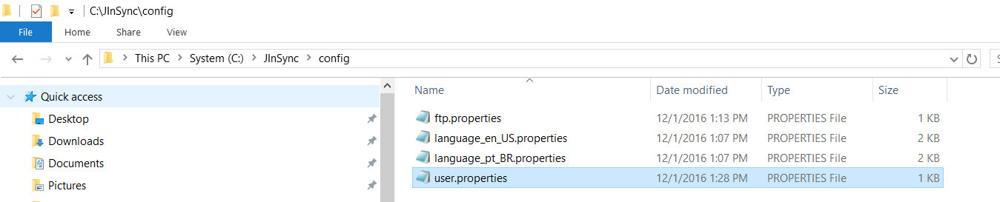 C:\JInSync\config
File Home Share View
This PC System (C:) JInSync config
Quick access
Desktop
Downloads
Documents
Pictures
Name Date modified Type Size
ftp.properties 12/1/2016 1:13 PM PROPERTIES File 1 KB
language_en_US.properties 12/1/2016 1:07 PM PROPERTIES File 2 KB
language_pt_BR.properties 12/1/2016 1:07 PM PROPERTIES File 2 KB
user.properties 12/1/2016 1:28 PM PROPERTIES File 1 KB